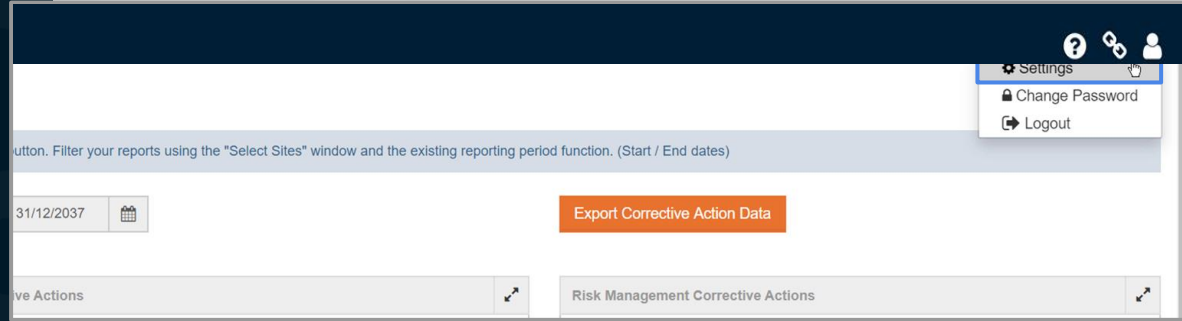 Settings
Change Password
Logout
utton. Filter your reports using the "Select Sites" window and the existing reporting period function. (Start / End dates)
31/12/2037
Export Corrective Action Data
ive Actions
Risk Management Corrective Actions